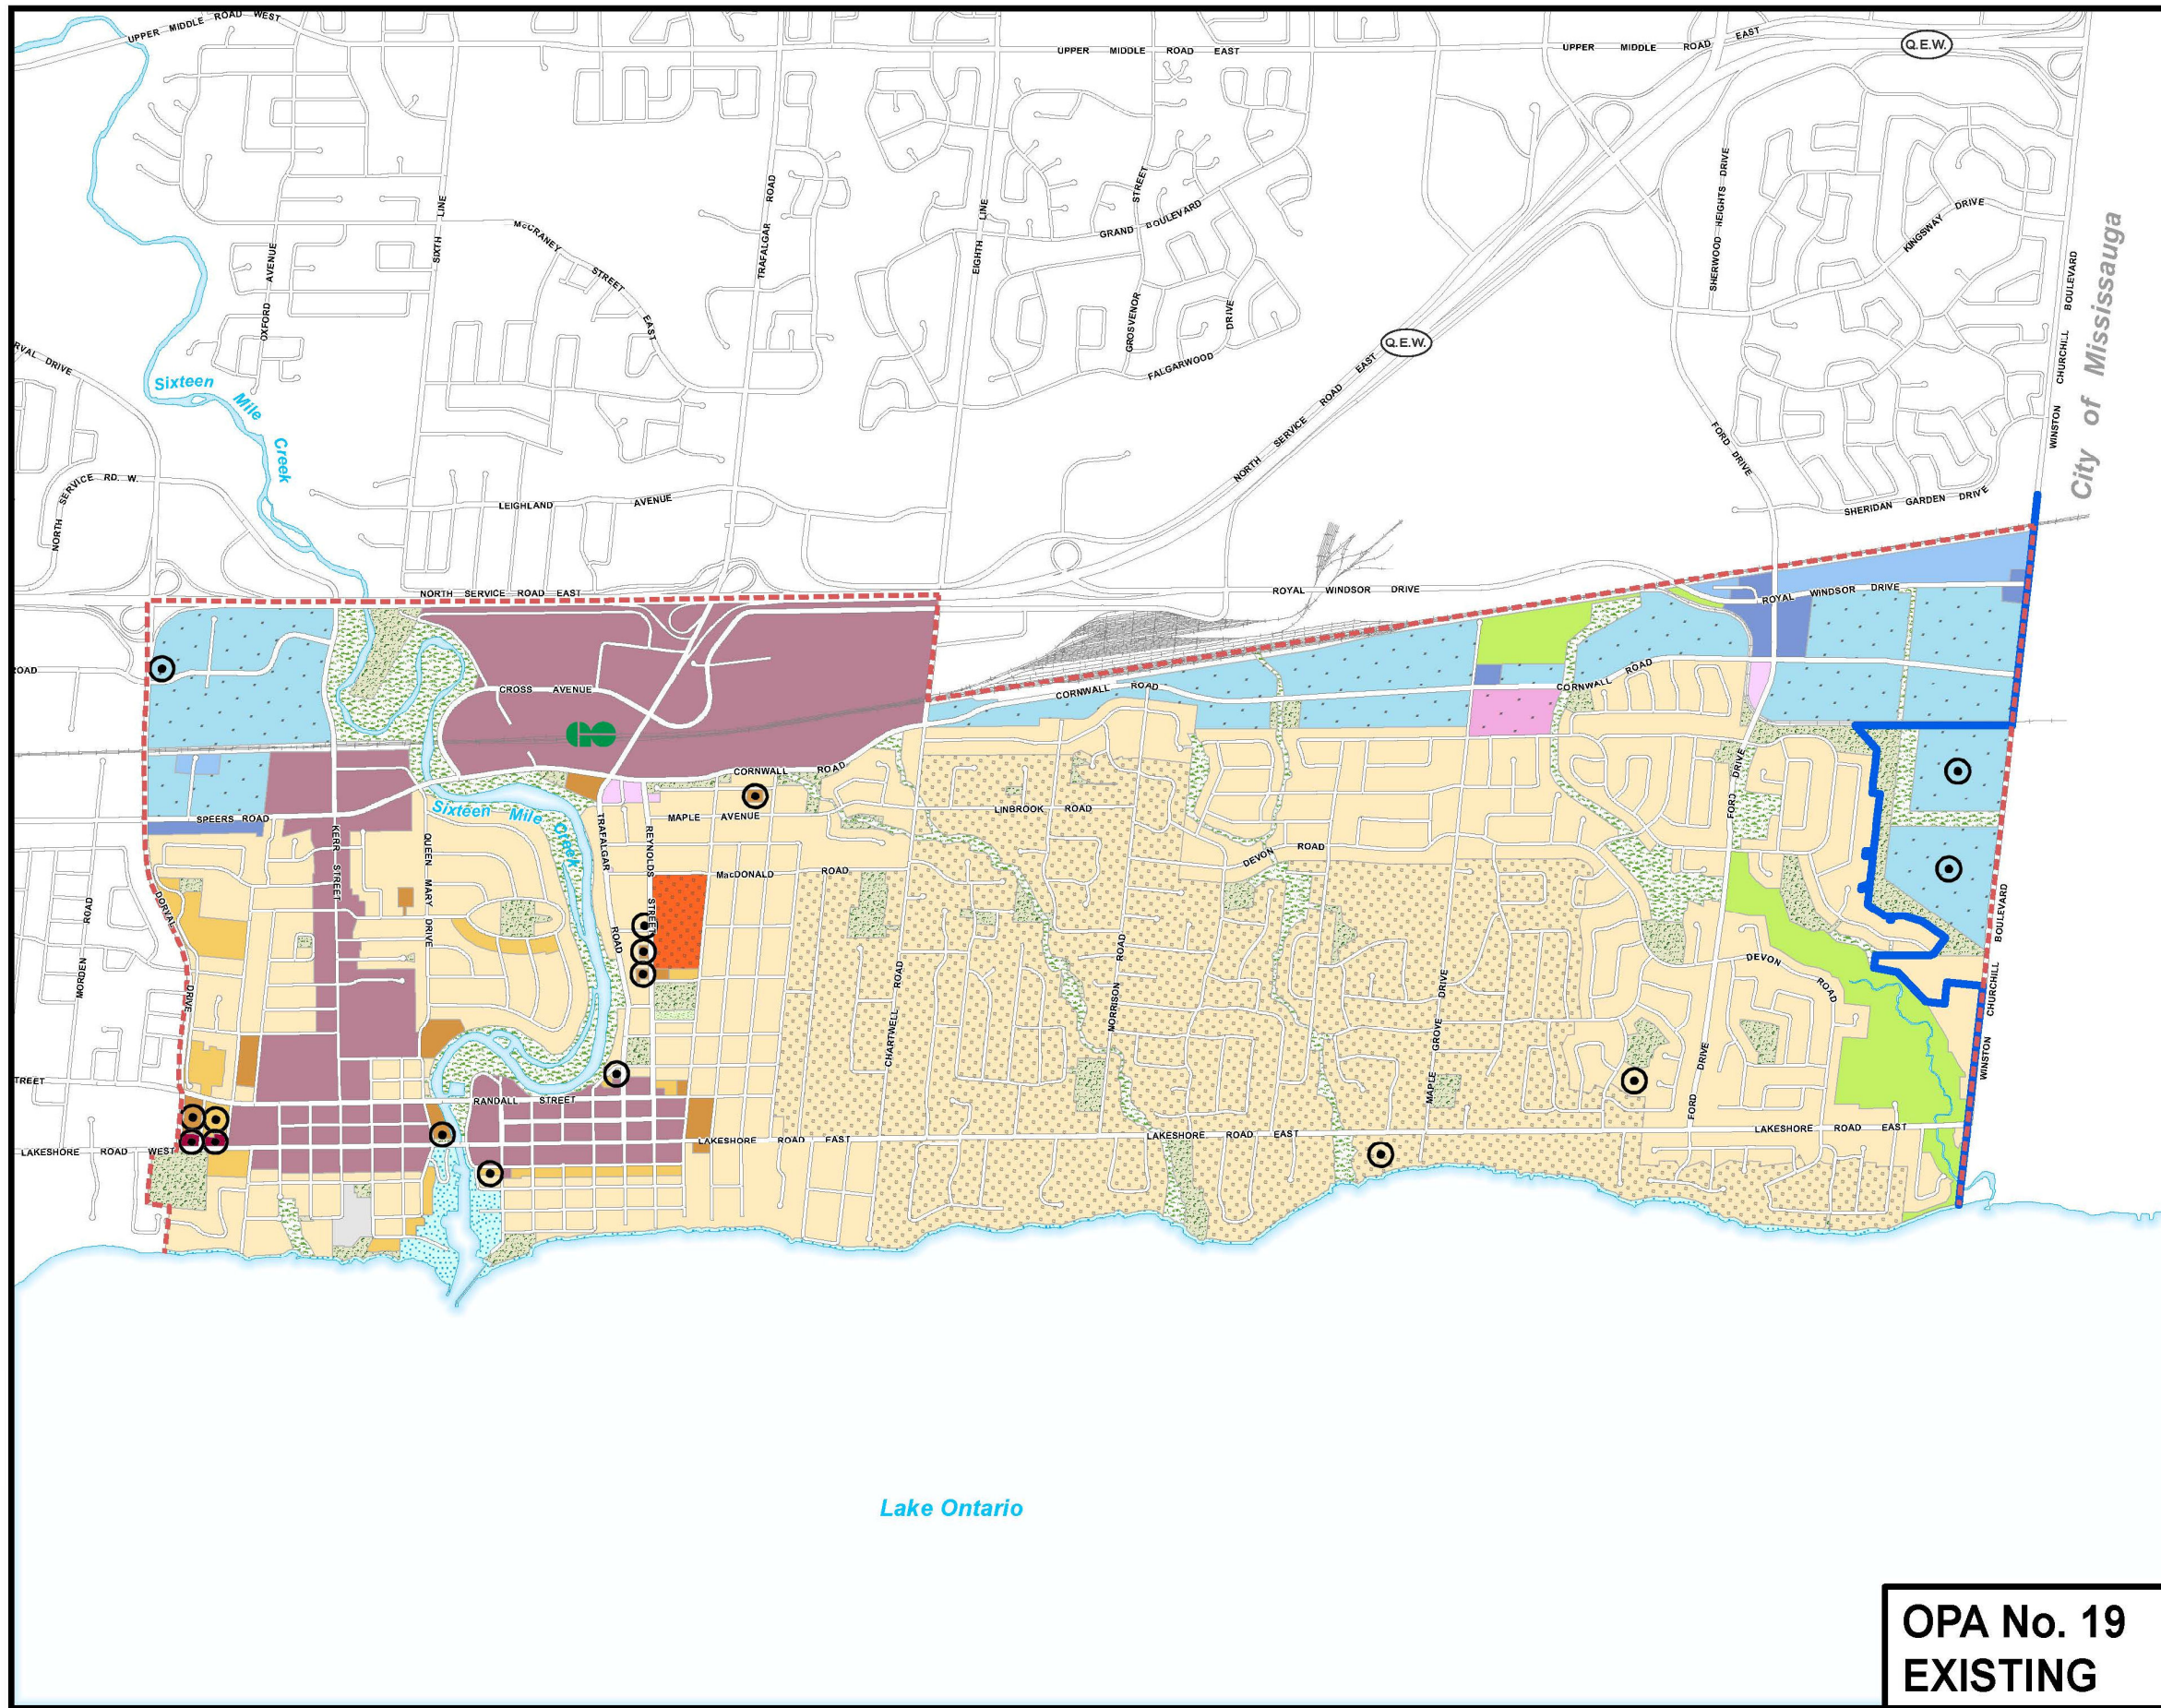 UPPER MIDDLE ROAD WEST
UPPER MIDDLE ROAD EAST
UPPER MIDDLE ROAD EAST
Q.E.W.
OXFORD AVENUE
SIXTH LINE
McCRANEY STREET EAST
TRAFALGAR ROAD
EIGHTH LINE
GRAND BOULEVARD
GROSVENOR STREET
FALGARWOOD DRIVE
SHERWOOD HEIGHTS DRIVE
KINGSWAY DRIVE
WINSTON CHURCHILL BOULEVARD
City of Mississauga
RVAL DRIVE
Sixteen Mile Creek
Q.E.W.
NORTH SERVICE ROAD EAST
FORD DRIVE
NORTH SERVICE RD. W.
LEIGHLAND AVENUE
SHERIDAN GARDEN DRIVE
NORTH SERVICE ROAD EAST
ROYAL WINDSOR DRIVE
ROYAL WINDSOR DRIVE
OAD
CROSS AVENUE
CORNWALL ROAD
CORNWALL ROAD
GO
CORNWALL ROAD
SPEERS ROAD
Sixteen Mile Creek
MAPLE AVENUE
LINBROOK ROAD
FORD DRIVE
KERR STREET
QUEEN MARY DRIVE
TRAFALGAR ROAD
REYNOLDS STREET
MacDONALD ROAD
DEVON ROAD
MORDEN ROAD
DORVAL DRIVE
CHARTWELL ROAD
MORRISON ROAD
MAPLE GROVE DRIVE
DEVON ROAD
FORD DRIVE
WINSTON CHURCHILL BOULEVARD
TREET
RANDALL STREET
LAKESHORE ROAD WEST
LAKESHORE ROAD EAST
LAKESHORE ROAD EAST
LAKESHORE ROAD EAST
Lake Ontario
OPA No. 19
EXISTING